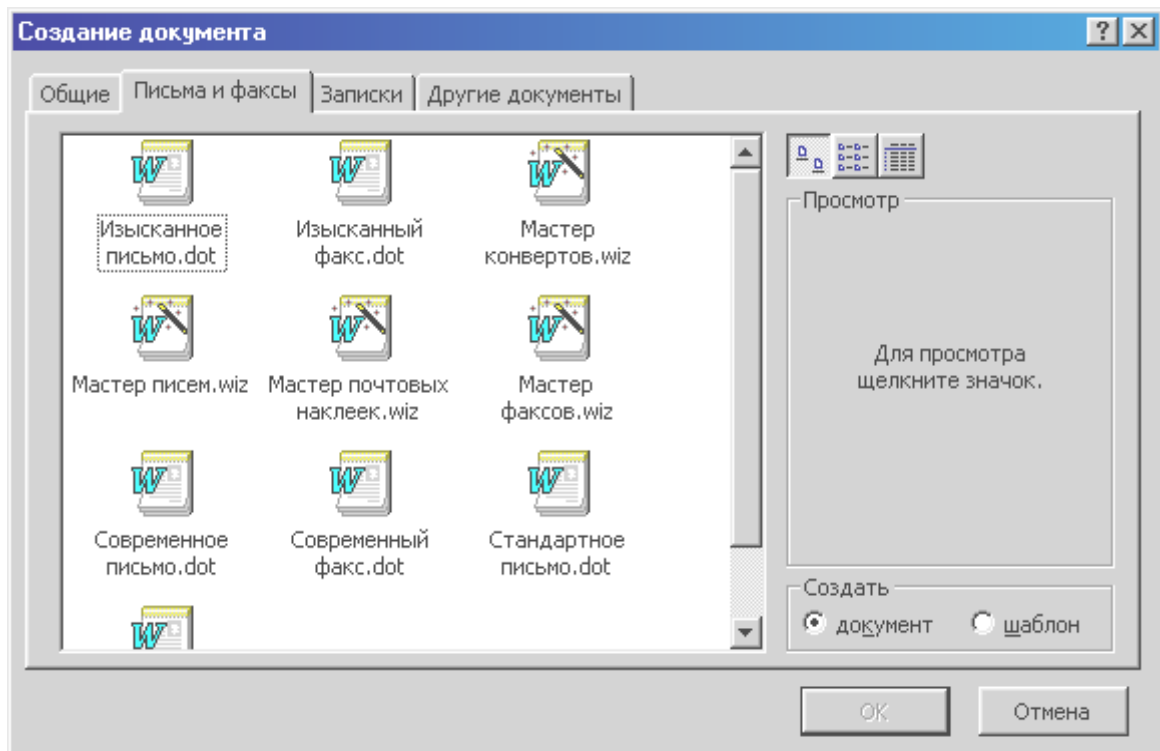 Создание документа
Общие
Письма и факсы
Записки
Другие документы
Изысканное
письмо.dot
Изысканный
факс.dot
Мастер
конвертов.wiz
Мастер писем.wiz
Мастер почтовых
наклеек.wiz
Мастер
факсов.wiz
Современное
письмо.dot
Современный
факс.dot
Стандартное
письмо.dot
Просмотр
Для просмотра
щелкните значок.
Создать
документ
шаблон
OK
Отмена